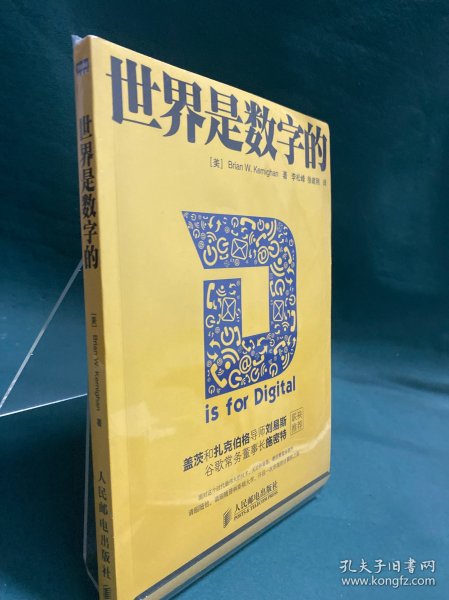 世界是数字的
[美] Brian W. Kernighan 著 李松峰 徐建刚 译
is for Digital
盖茨和扎克伯格导师刘易斯
谷歌常务董事长施密特
联袂
推荐
人民邮电出版社
POSTS & TELECOM PRESS
世界是数字的
[美] Brian W. Kernighan 著
人民邮电出版社
孔夫子旧书网
kongfz.com